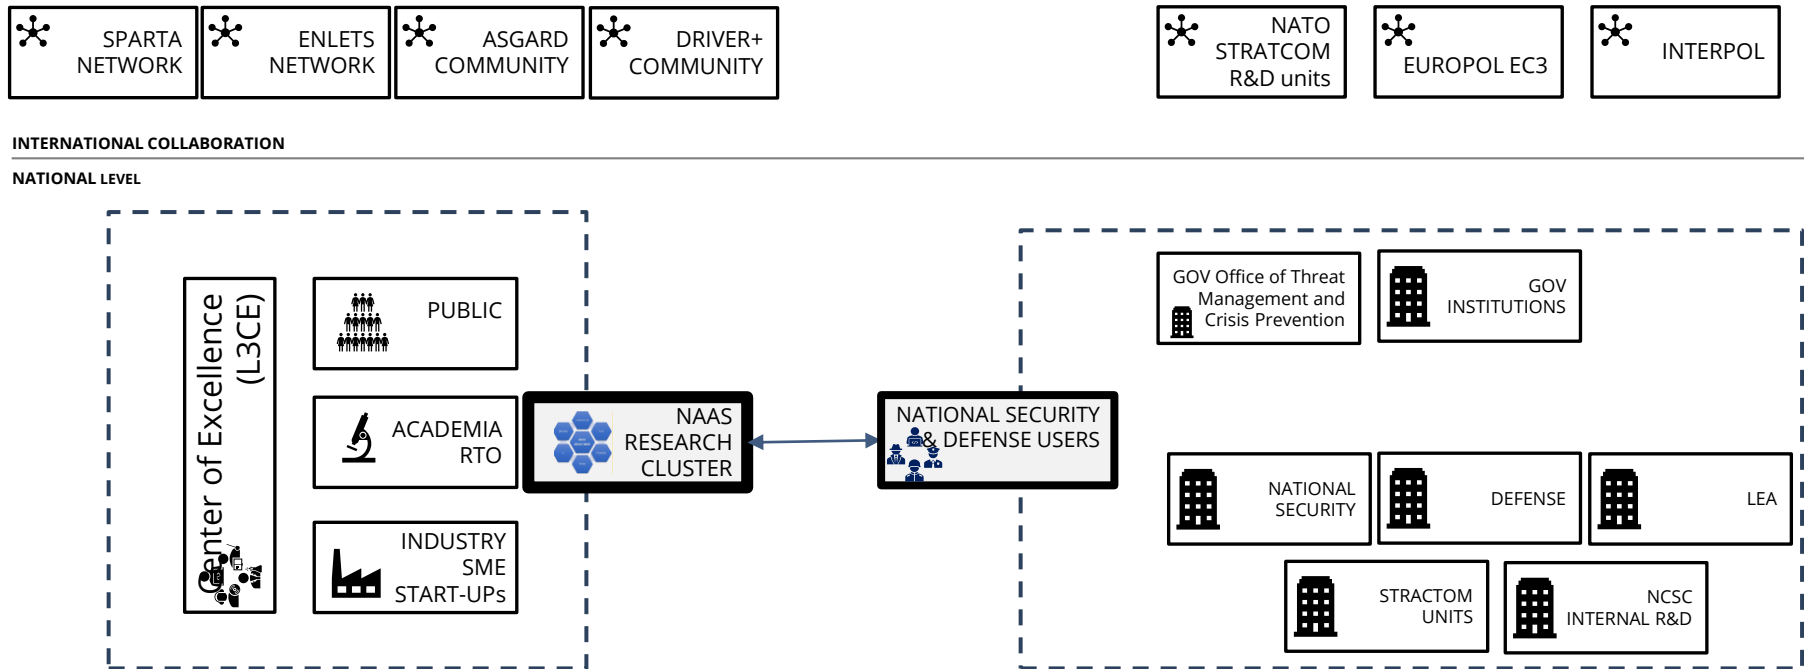 SPARTA
NETWORK
ENLETS
NETWORK
ASGARD
COMMUNITY
DRIVER+
COMMUNITY
NATO
STRATCOM
R&D units
EUROPOL EC3
INTERPOL
INTERNATIONAL COLLABORATION
NATIONAL LEVEL
Center of Excellence
(L3CE)
PUBLIC
ACADEMIA
RTO
INDUSTRY
SME
START-UPs
NAAS
RESEARCH
CLUSTER
NATIONAL SECURITY
& DEFENSE USERS
GOV Office of Threat
Management and
Crisis Prevention
GOV
INSTITUTIONS
NATIONAL
SECURITY
DEFENSE
LEA
STRACTOM
UNITS
NCSC
INTERNAL R&D